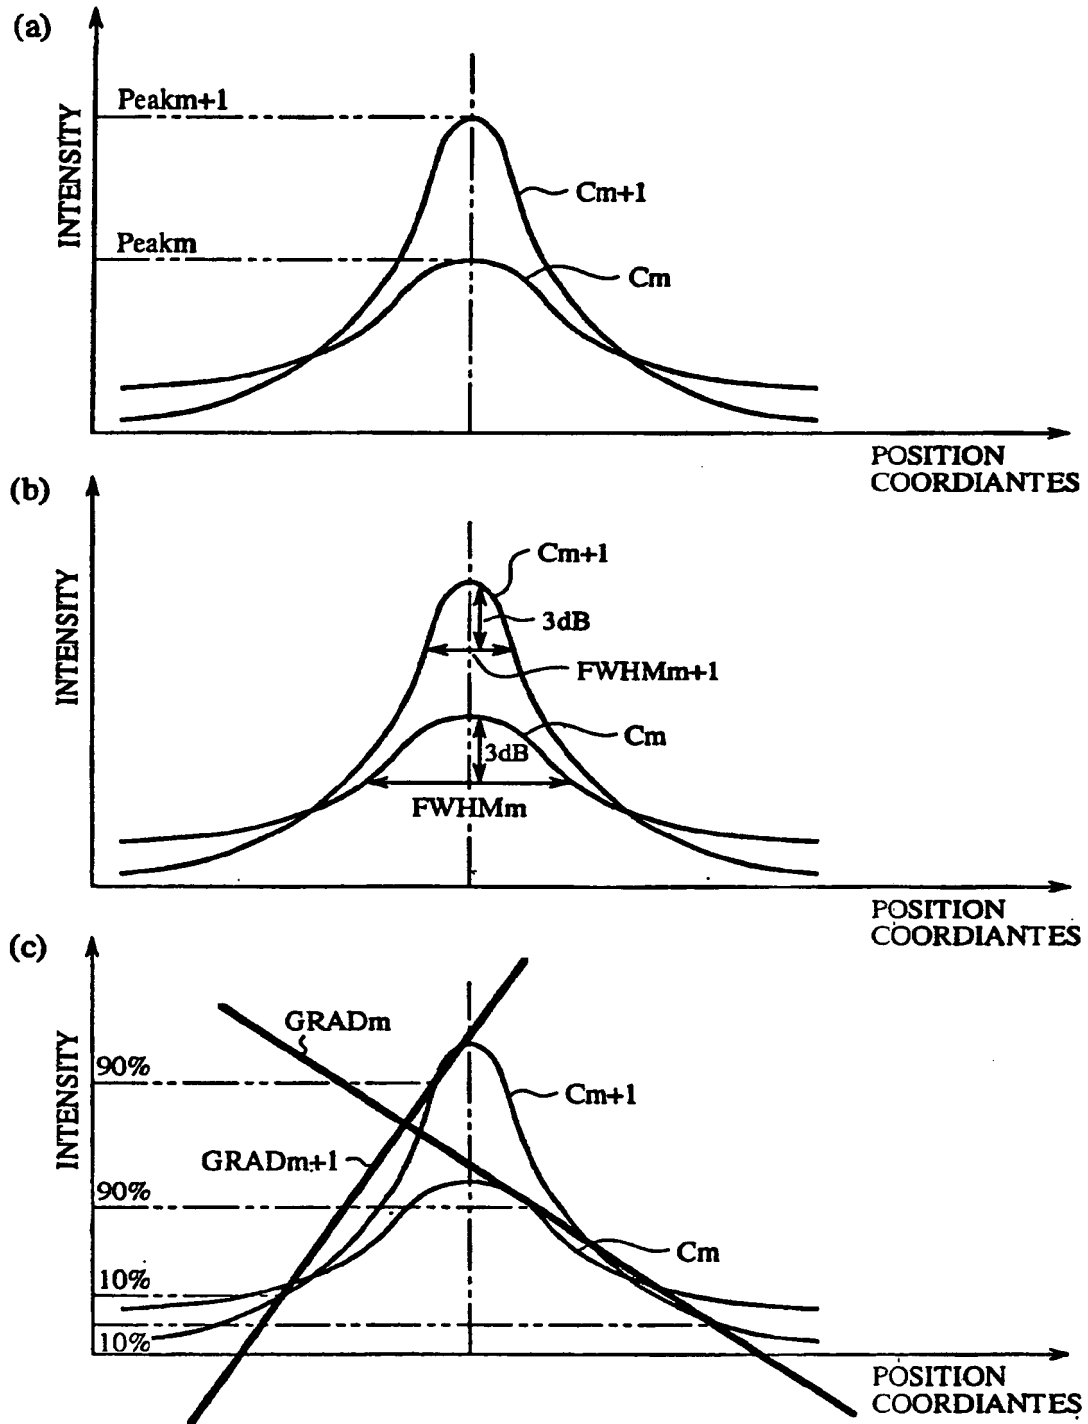 (a)
INTENSITY
Peakm+1
Cm+1
Peakm
Cm
POSITION
COORDIANTES
(b)
INTENSITY
Cm+1
3dB
FWHMm+1
Cm
3dB
FWHMm
POSITION
COORDIANTES
(c)
INTENSITY
GRADm
90%
Cm+1
GRADm+1
90%
Cm
10%
10%
POSITION
COORDIANTES